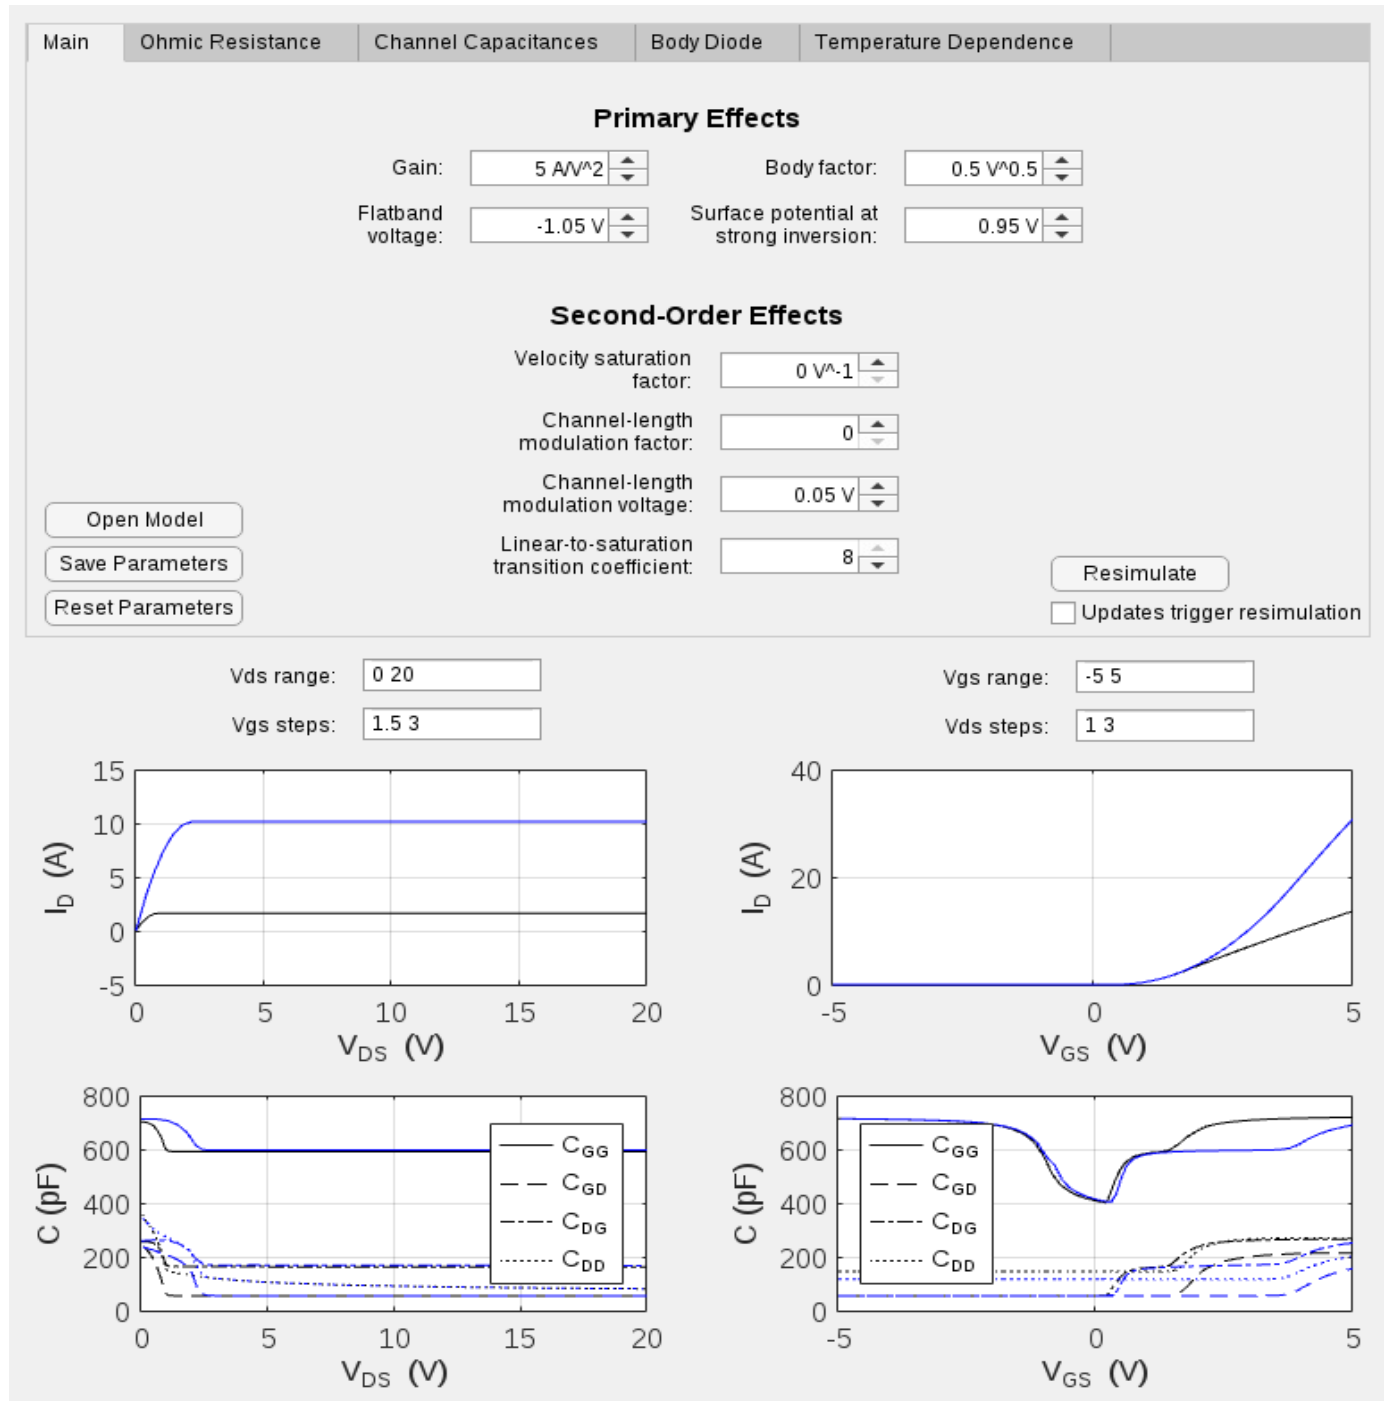 Main Ohmic Resistance Channel Capacitances Body Diode Temperature Dependence
Primary Effects
Gain: 5 A/V^2 Body factor: 0.5 V^0.5
Flatband
voltage: -1.05 V
Surface potential at
strong inversion: 0.95 V
Second-Order Effects
Velocity saturation
factor: 0 V^-1
Channel-length
modulation factor: 0
Channel-length
modulation voltage: 0.05 V
Linear-to-saturation
transition coefficient: 8
Open Model
Save Parameters
Reset Parameters
Resimulate
Updates trigger resimulation
Vds range: 0 20
Vgs steps: 1.5 3
Vgs range: -5 5
Vds steps: 1 3
15
10
5
0
-5
I_D (A)
0 5 10 15 20
V_DS (V)
40
20
0
I_D (A)
-5 0 5
V_GS (V)
800
600
400
200
0
C (pF)
C_GG
C_GD
C_DG
C_DD
0 5 10 15 20
V_DS (V)
800
600
400
200
0
C (pF)
C_GG
C_GD
C_DG
C_DD
-5 0 5
V_GS (V)